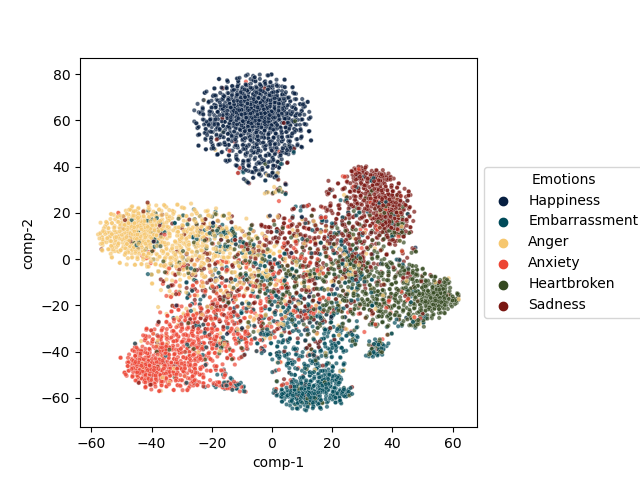 80
60
40
20
0
−20
−40
−60
comp-2
−60 −40 −20 0 20 40 60
comp-1
Emotions
Happiness
Embarrassment
Anger
Anxiety
Heartbroken
Sadness